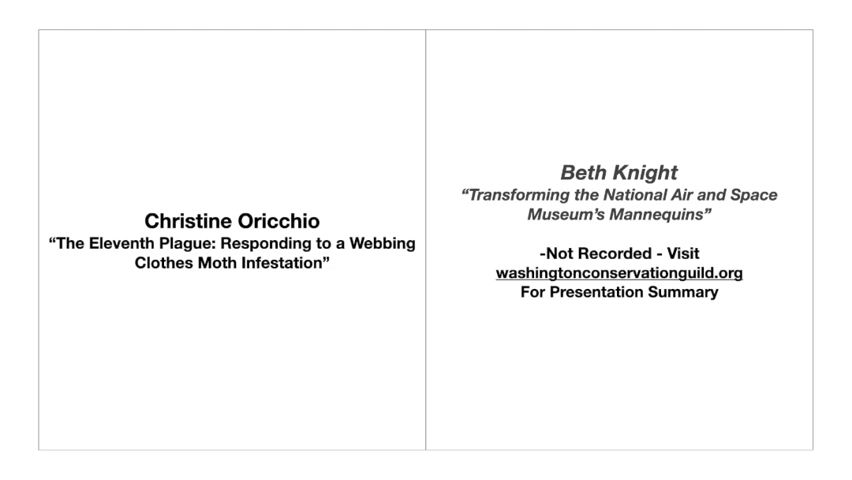 Christine Oricchio
“The Eleventh Plague: Responding to a Webbing
Clothes Moth Infestation”
Beth Knight
“Transforming the National Air and Space
Museum’s Mannequins”
-Not Recorded - Visit
washingtonconservationguild.org
For Presentation Summary